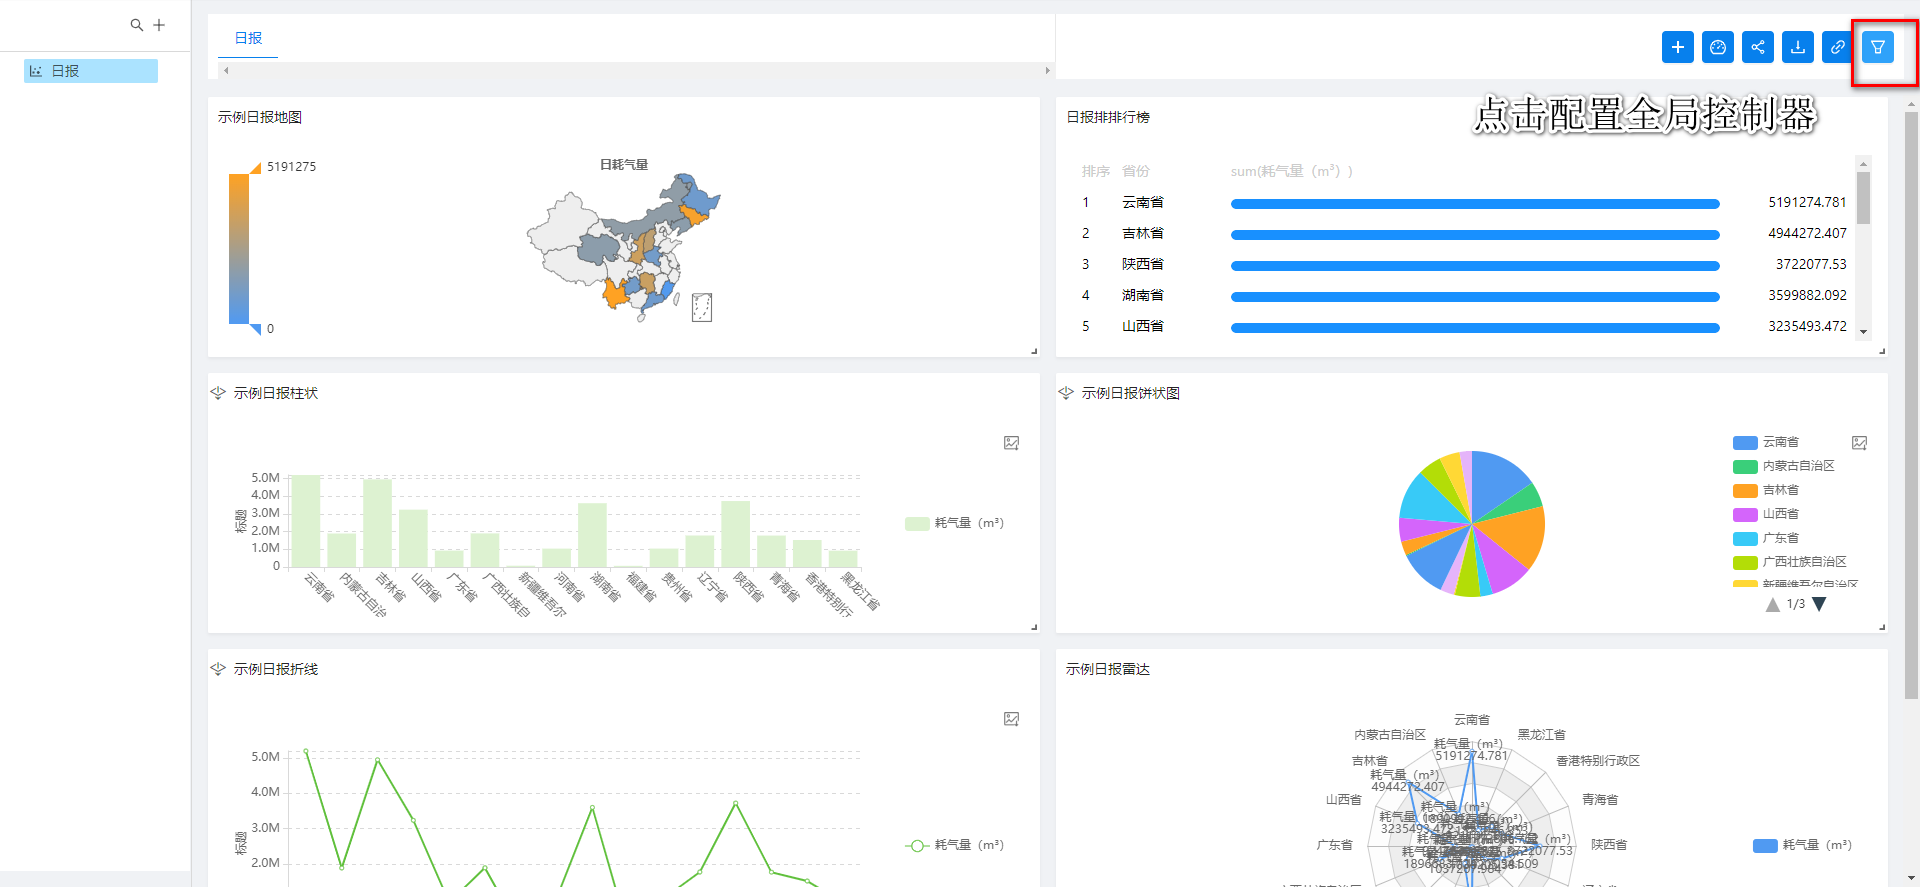 日报
日报
点击配置全局控制器
示例日报地图
5191275
0
日耗气量
日报排排行榜
排序 省份 sum(耗气量（m³）)
1 云南省 5191274.781
2 吉林省 4944272.407
3 陕西省 3722077.53
4 湖南省 3599882.092
5 山西省 3235493.472
示例日报柱状
标题
5.0M
4.0M
3.0M
2.0M
1.0M
0
云南省
内蒙古自治
吉林省
山西省
广东省
广西壮族自
新疆维吾尔
河南省
湖南省
福建省
贵州省
辽宁省
陕西省
青海省
香港特别行
黑龙江省
耗气量（m³）
示例日报饼状图
云南省
内蒙古自治区
吉林省
山西省
广东省
广西壮族自治区
新疆维吾尔自治区
1/3
示例日报折线
标题
5.0M
4.0M
3.0M
2.0M
耗气量（m³）
示例日报雷达
云南省
内蒙古自治区
黑龙江省
吉林省
香港特别行政区
山西省
青海省
广东省
陕西省
耗气量（m³）
5191274.781
耗气量（m³）
4944272.407
耗气量（m³）